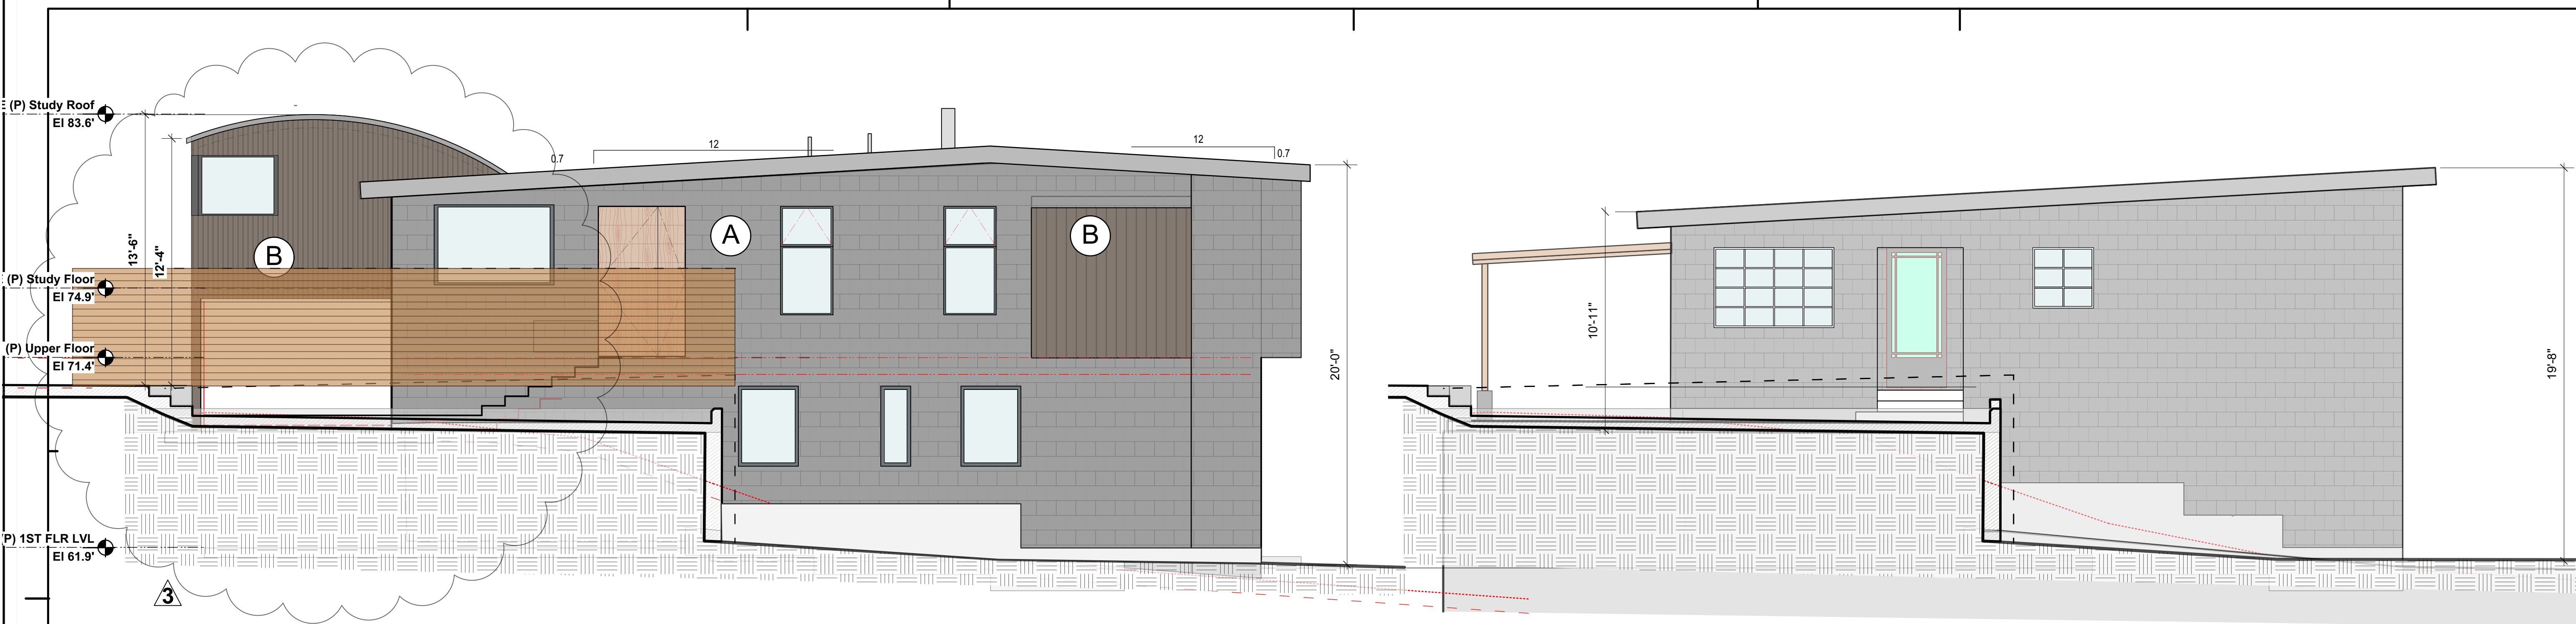 (P) Study Roof
El 83.6'
(P) Study Floor
El 74.9'
(P) Upper Floor
El 71.4'
(P) 1ST FLR LVL
El 61.9'
13'-6"
12'-4"
B
3
0.7
12
A
B
12
0.7
20'-0"
10'-11"
19'-8"